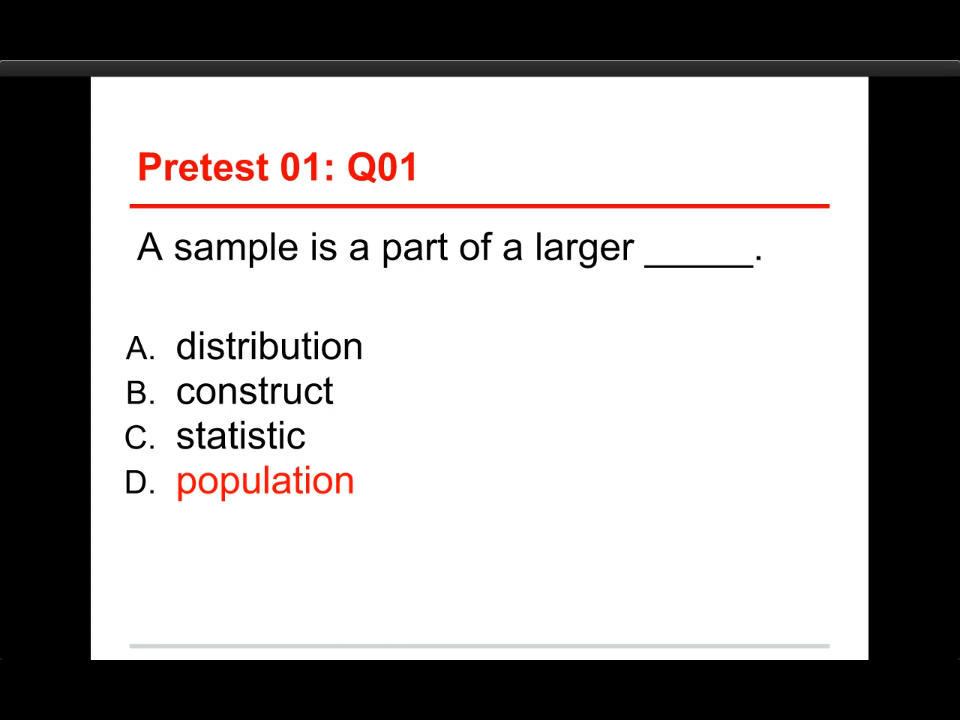 Pretest 01: Q01
A sample is a part of a larger _____.
A. distribution
B. construct
C. statistic
D. population